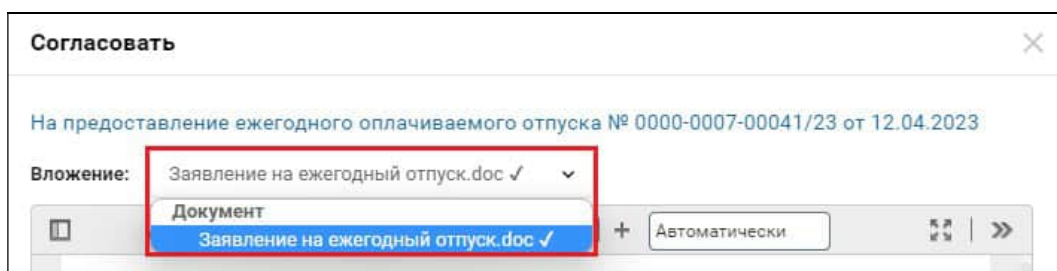 Согласовать
На предоставление ежегодного оплачиваемого отпуска № 0000-0007-00041/23 от 12.04.2023
Вложение: Заявление на ежегодный отпуск.doc ✓
Документ
Заявление на ежегодный отпуск.doc ✓
+ Автоматически